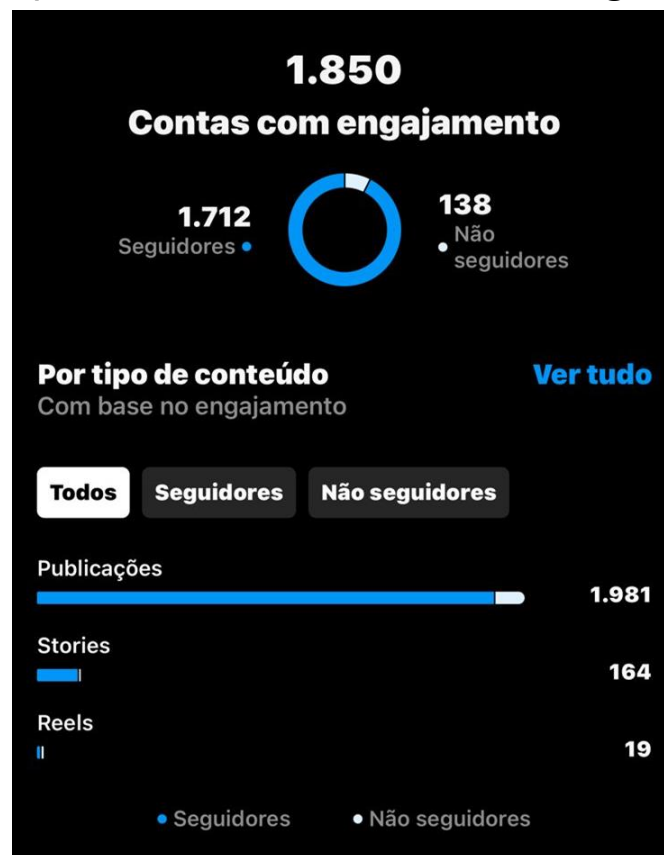 1.850
Contas com engajamento
1.712
Seguidores
138
Não
seguidores
Por tipo de conteúdo
Ver tudo
Com base no engajamento
Todos
Seguidores
Não seguidores
Publicações
1.981
Stories
164
Reels
19
Seguidores
Não seguidores